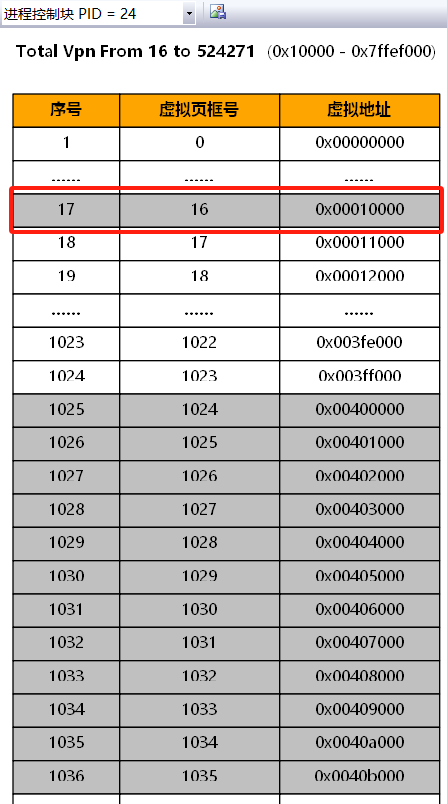 进程控制块 PID = 24
Total Vpn From 16 to 524271 (0x10000 - 0x7ffef000)
序号 虚拟页框号 虚拟地址
1 0 0x00000000
...... ...... ......
17 16 0x00010000
18 17 0x00011000
19 18 0x00012000
...... ...... ......
1023 1022 0x003fe000
1024 1023 0x003ff000
1025 1024 0x00400000
1026 1025 0x00401000
1027 1026 0x00402000
1028 1027 0x00403000
1029 1028 0x00404000
1030 1029 0x00405000
1031 1030 0x00406000
1032 1031 0x00407000
1033 1032 0x00408000
1034 1033 0x00409000
1035 1034 0x0040a000
1036 1035 0x0040b000